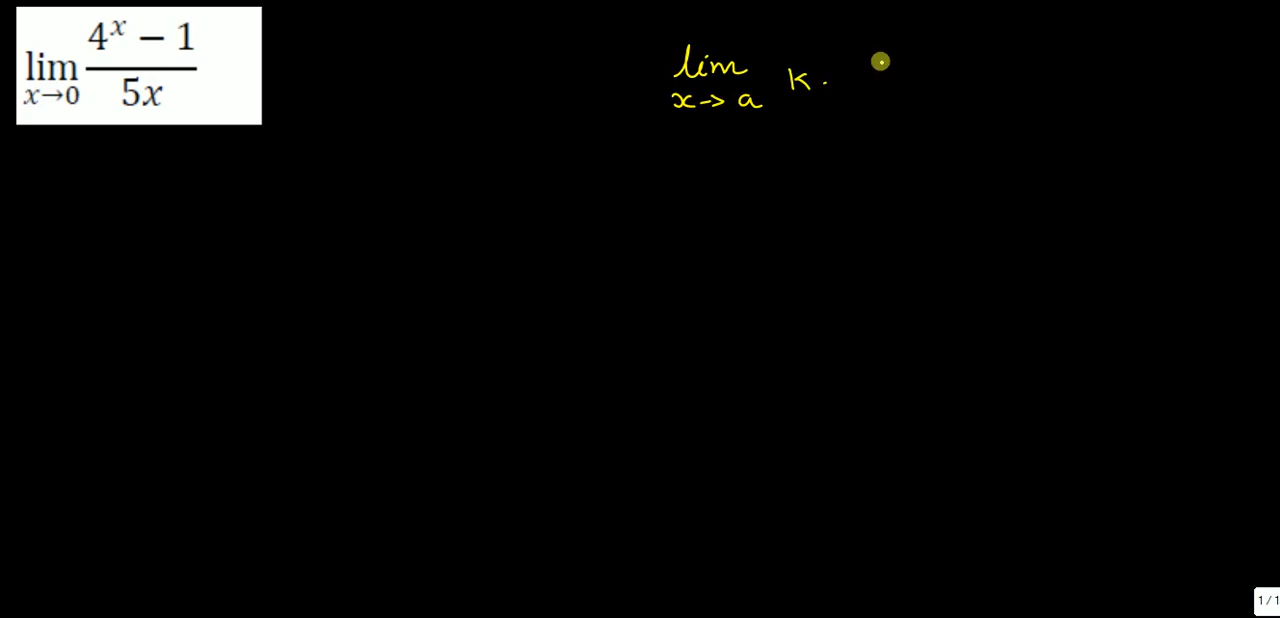 lim x→0 (4^x − 1)/(5x)
lim x→a k ·
1 / 1